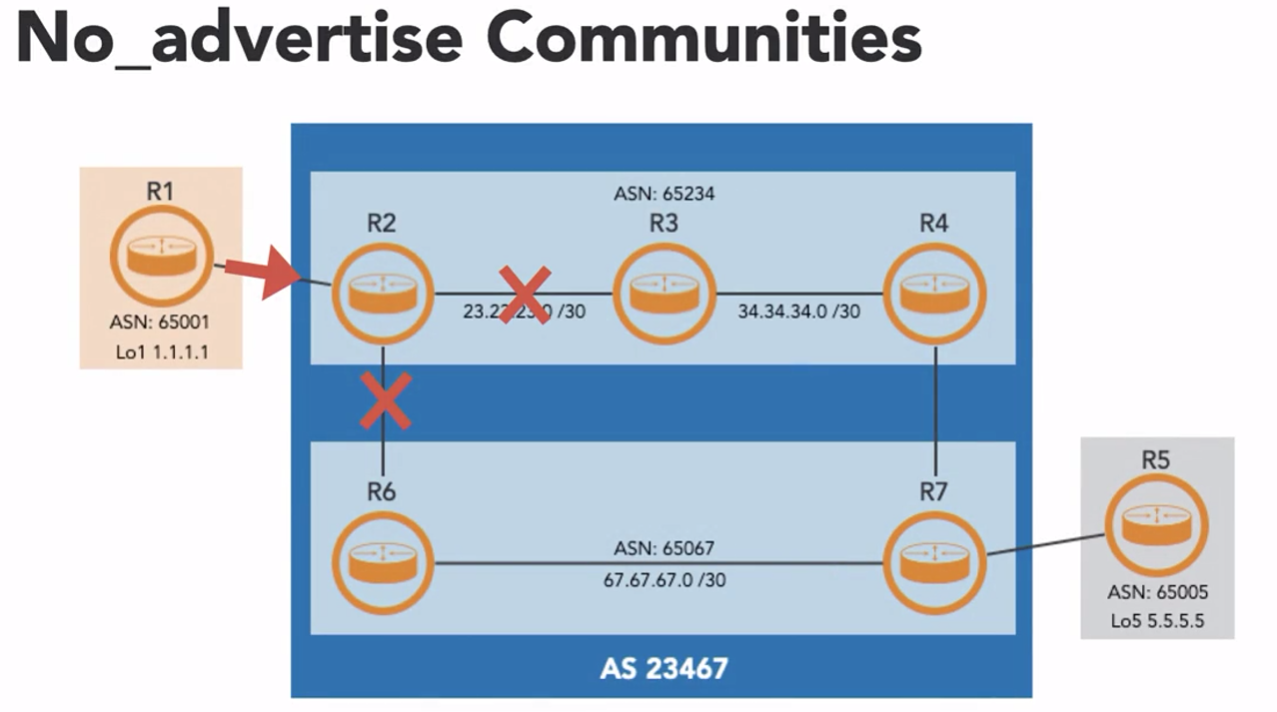 No_advertise Communities
R1
ASN: 65001
Lo1 1.1.1.1
ASN: 65234
R2
R3
R4
/30
34.34.34.0 /30
R6
R7
ASN: 65067
67.67.67.0 /30
R5
ASN: 65005
Lo5 5.5.5.5
AS 23467